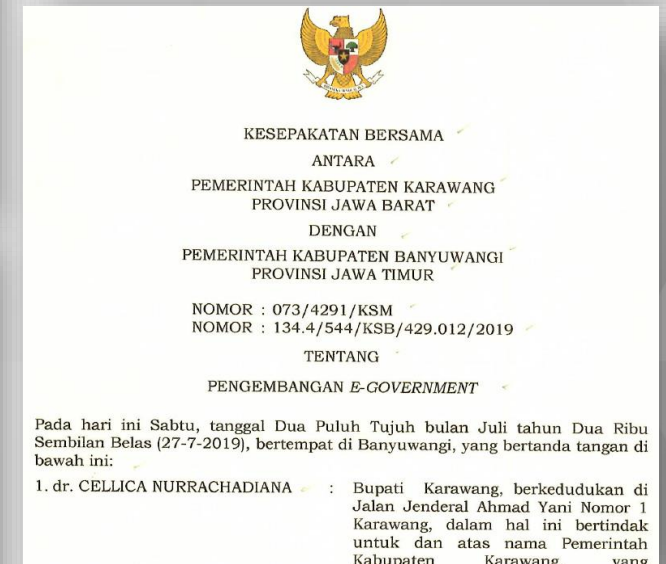 KESEPAKATAN BERSAMA
ANTARA
PEMERINTAH KABUPATEN KARAWANG
PROVINSI JAWA BARAT
DENGAN
PEMERINTAH KABUPATEN BANYUWANGI
PROVINSI JAWA TIMUR
NOMOR : 073/4291/KSM
NOMOR : 134.4/544/KSB/429.012/2019
TENTANG
PENGEMBANGAN E-GOVERNMENT
Pada hari ini Sabtu, tanggal Dua Puluh Tujuh bulan Juli tahun Dua Ribu
Sembilan Belas (27-7-2019), bertempat di Banyuwangi, yang bertanda tangan di
bawah ini:
1. dr. CELLICA NURRACHADIANA : Bupati Karawang, berkedudukan di
Jalan Jenderal Ahmad Yani Nomor 1
Karawang, dalam hal ini bertindak
untuk dan atas nama Pemerintah
Kabupaten Karawang yang